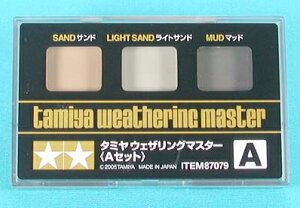 SAND サンド LIGHT SAND ライトサンド MUD マッド
tamiya weathering master
タミヤ ウェザリングマスター
〈Aセット〉
A
© 2005 TAMIYA MADE IN JAPAN ITEM 87079